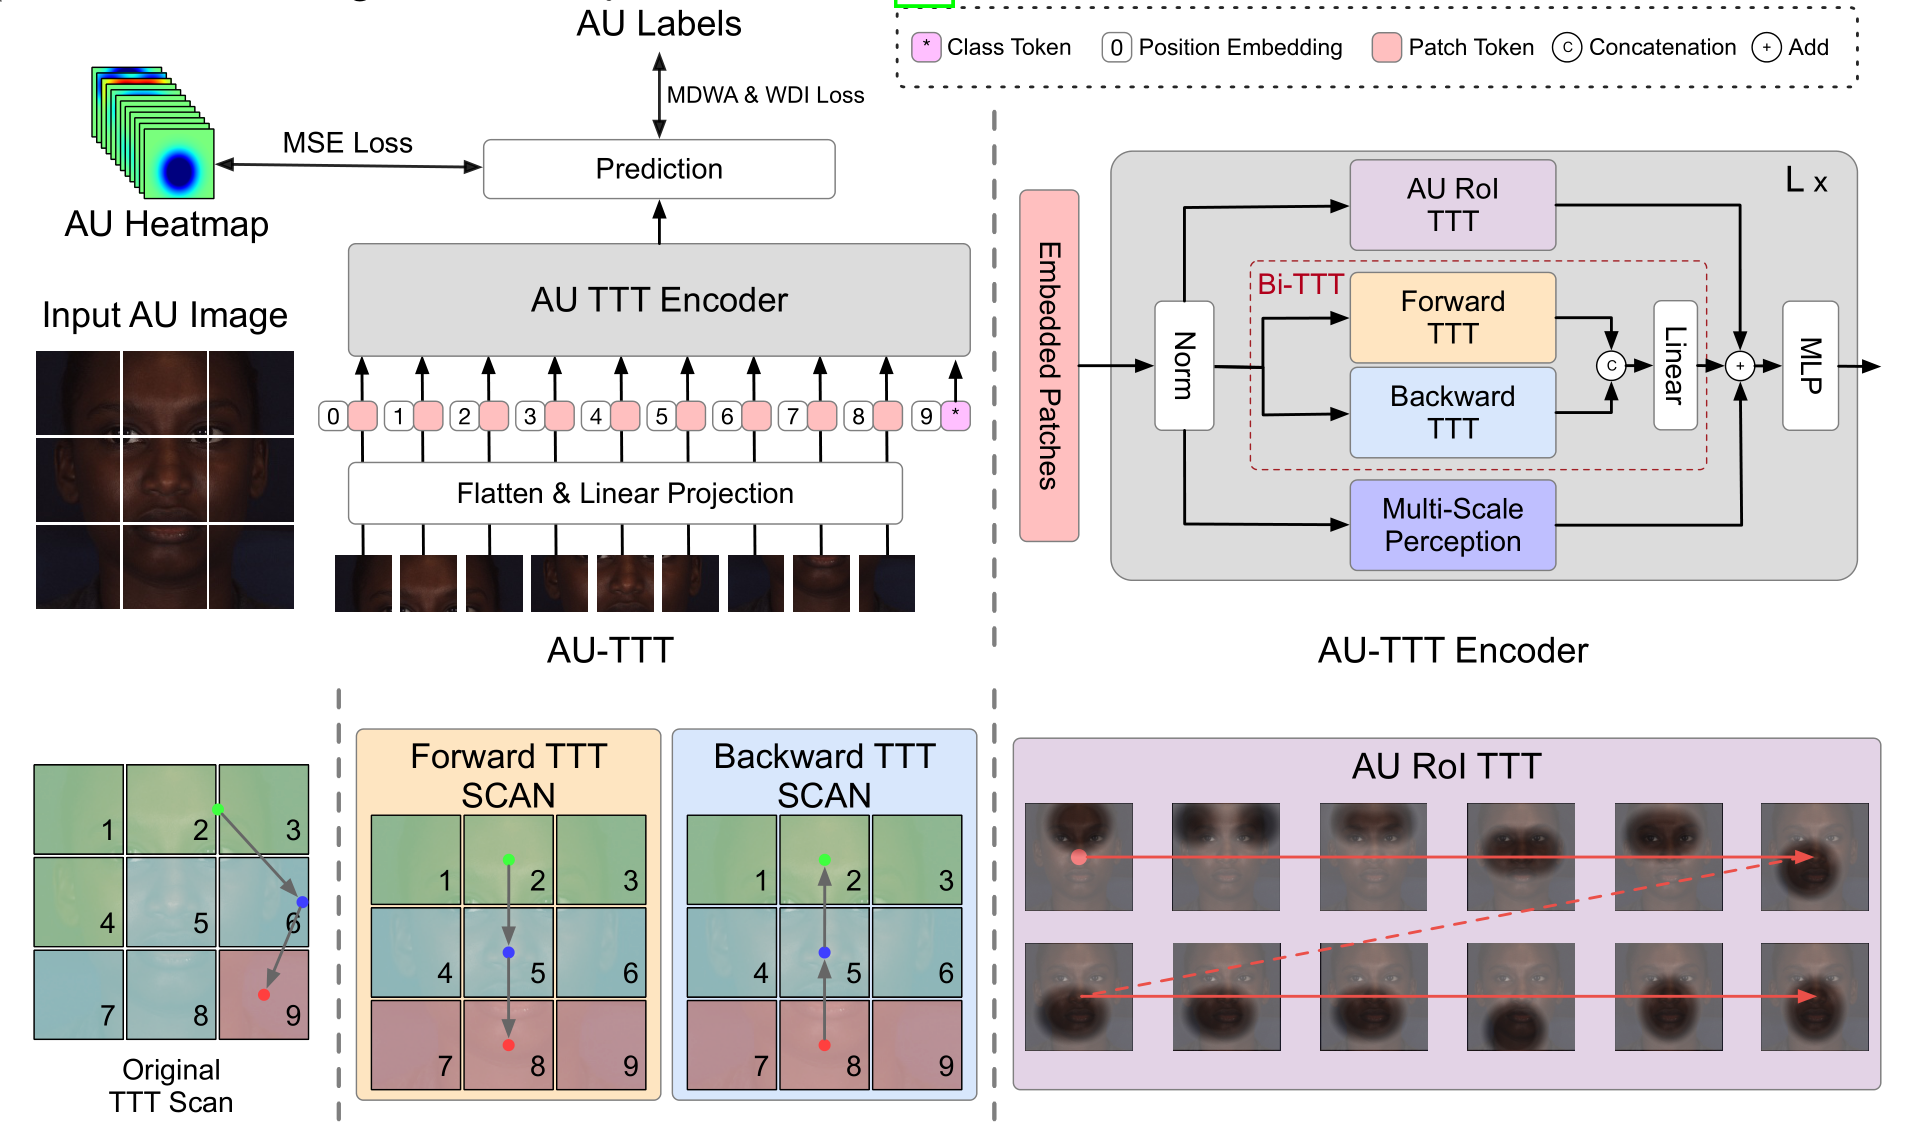 AU Labels
* Class Token
0 Position Embedding
Patch Token
C Concatenation
+ Add
MDWA & WDI Loss
MSE Loss
Prediction
AU Heatmap
AU TTT Encoder
Input AU Image
0 1 2 3 4 5 6 7 8 9 *
Flatten & Linear Projection
AU-TTT
Embedded Patches
Norm
L x
AU RoI
TTT
Bi-TTT
Forward
TTT
Backward
TTT
C
Linear
+
MLP
Multi-Scale
Perception
AU-TTT Encoder
1 2 3
4 5 6
7 8 9
Original
TTT Scan
Forward TTT
SCAN
1 2 3
4 5 6
7 8 9
Backward TTT
SCAN
1 2 3
4 5 6
7 8 9
AU RoI TTT